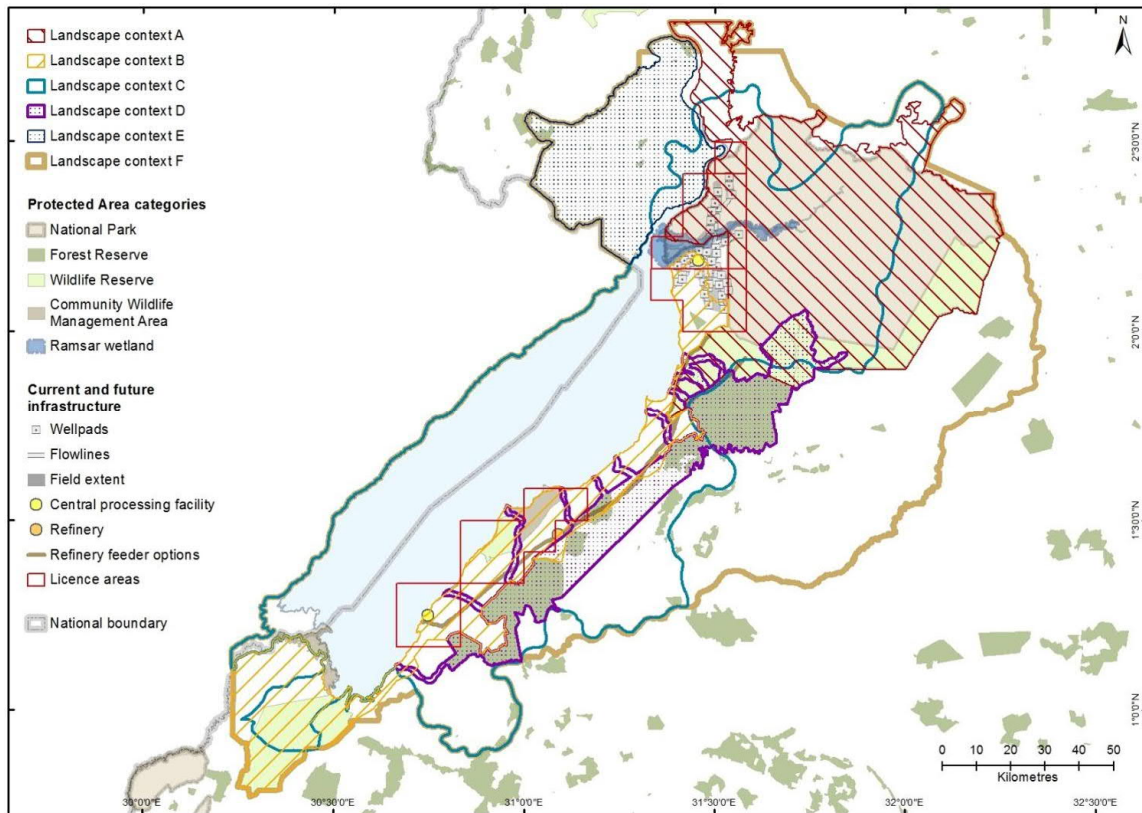 Landscape context A
Landscape context B
Landscape context C
Landscape context D
Landscape context E
Landscape context F
Protected Area categories
National Park
Forest Reserve
Wildlife Reserve
Community Wildlife
Management Area
Ramsar wetland
Current and future
infrastructure
Wellpads
Flowlines
Field extent
Central processing facility
Refinery
Refinery feeder options
Licence areas
National boundary
N
2°30'0"N
2°0'0"N
1°30'0"N
1°0'0"N
0 10 20 30 40 50
Kilometres
30°0'0"E
30°30'0"E
31°0'0"E
31°30'0"E
32°0'0"E
32°30'0"E